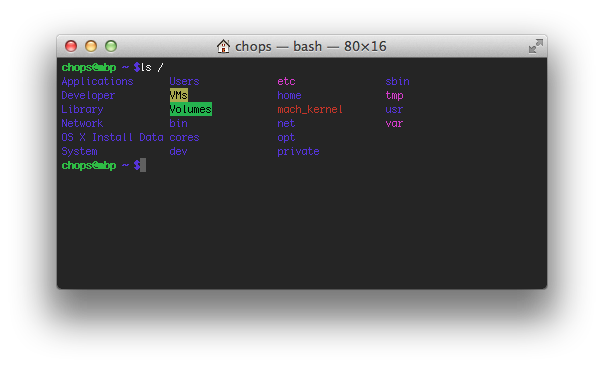 chops — bash — 80×16
chops@mbp ~ $ls /
Applications Users etc sbin
Developer VMs home tmp
Library Volumes mach_kernel usr
Network bin net var
OS X Install Data cores opt
System dev private
chops@mbp ~ $